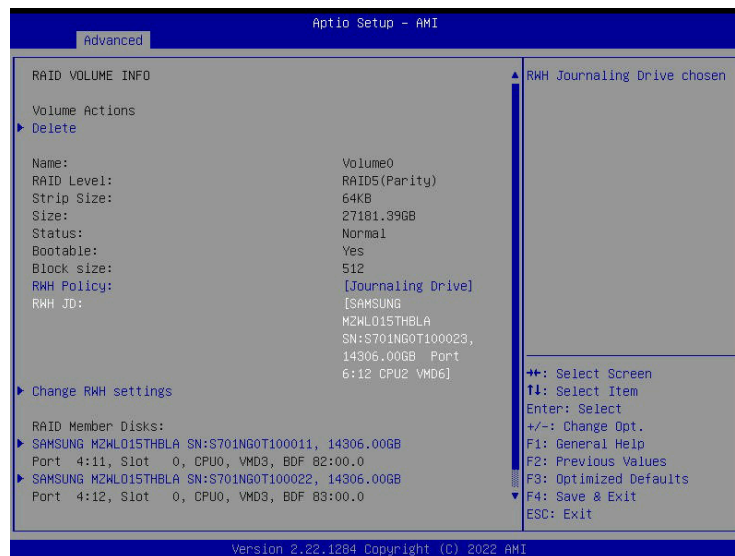 Aptio Setup - AMI
Advanced
RAID VOLUME INFO
Volume Actions
Delete
Name: Volume0
RAID Level: RAID5(Parity)
Strip Size: 64KB
Size: 27181.39GB
Status: Normal
Bootable: Yes
Block size: 512
RWH Policy: [Journaling Drive]
RWH JD: [SAMSUNG
MZWLO15THBLA
SN:S701NG0T100023,
14306.00GB Port
6:12 CPU2 VMD6]
Change RWH settings
RAID Member Disks:
SAMSUNG MZWLO15THBLA SN:S701NG0T100011, 14306.00GB
Port 4:11, Slot 0, CPU0, VMD3, BDF 82:00.0
SAMSUNG MZWLO15THBLA SN:S701NG0T100022, 14306.00GB
Port 4:12, Slot 0, CPU0, VMD3, BDF 83:00.0
RWH Journaling Drive chosen
→←: Select Screen
↑↓: Select Item
Enter: Select
+/-: Change Opt.
F1: General Help
F2: Previous Values
F3: Optimized Defaults
F4: Save & Exit
ESC: Exit
Version 2.22.1284 Copyright (C) 2022 AMI